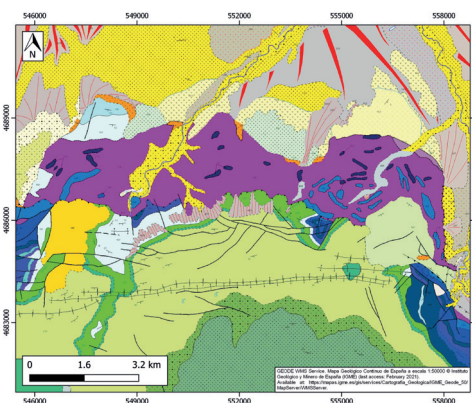 546000 549000 552000 555000 558000
N
4689000
4686000
4683000
0 1.6 3.2 km
GEODE WMS Service. Mapa Geológico Continuo de España a escala 1:50000 © Instituto
Geológico y Minero de España (IGME) (last access: February 2021).
Available at: https://mapas.igme.es/gis/services/Cartografia_Geologica/IGME_Geode_50/
MapServer/WMSServer.
546000 549000 552000 555000 558000